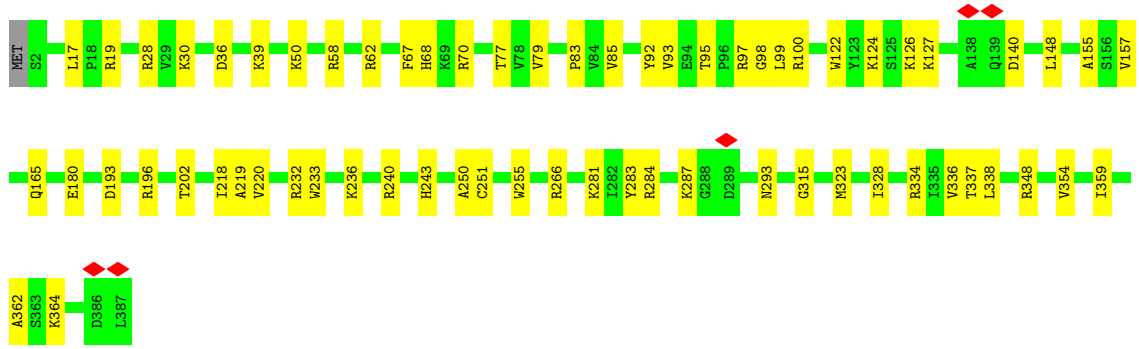 MET S2 L17 P18 R19 R28 V29 K30 D36 K39 K50 R58 R62 F67 H68 K69 R70 T77 V78 V79 P83 V84 V85 Y92 V93 E94 T95 P96 R97 G98 L99 R100 W122 Y123 K124 S125 K126 K127 A138 Q139 D140 L148 A155 S156 V157
Q165 E180 D193 R196 T202 I218 A219 V220 R232 W233 K236 R240 H243 A250 C251 W255 R266 K281 I282 Y283 R284 K287 G288 D289 N293 G315 M323 I328 R334 I335 V336 T337 L338 R348 V354 I359
A362 S363 K364 D386 L387